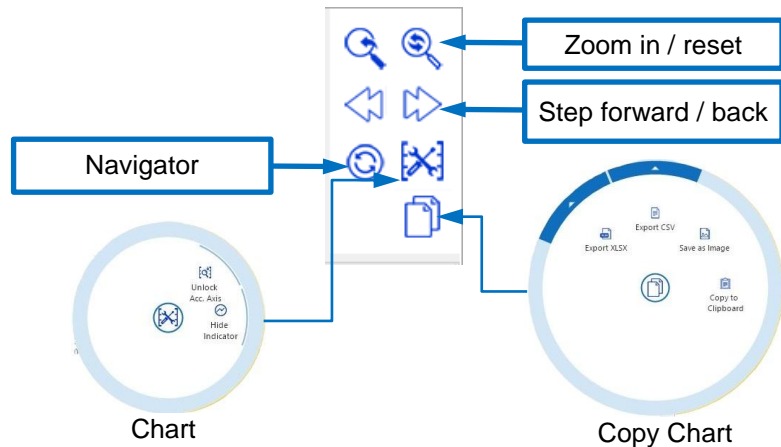 Zoom in / reset
Step forward / back
Navigator
Export CSV
Export XLSX
Save as Image
Unlock
Acc. Axis
Copy to
Clipboard
Hide
Indicator
Chart
Copy Chart